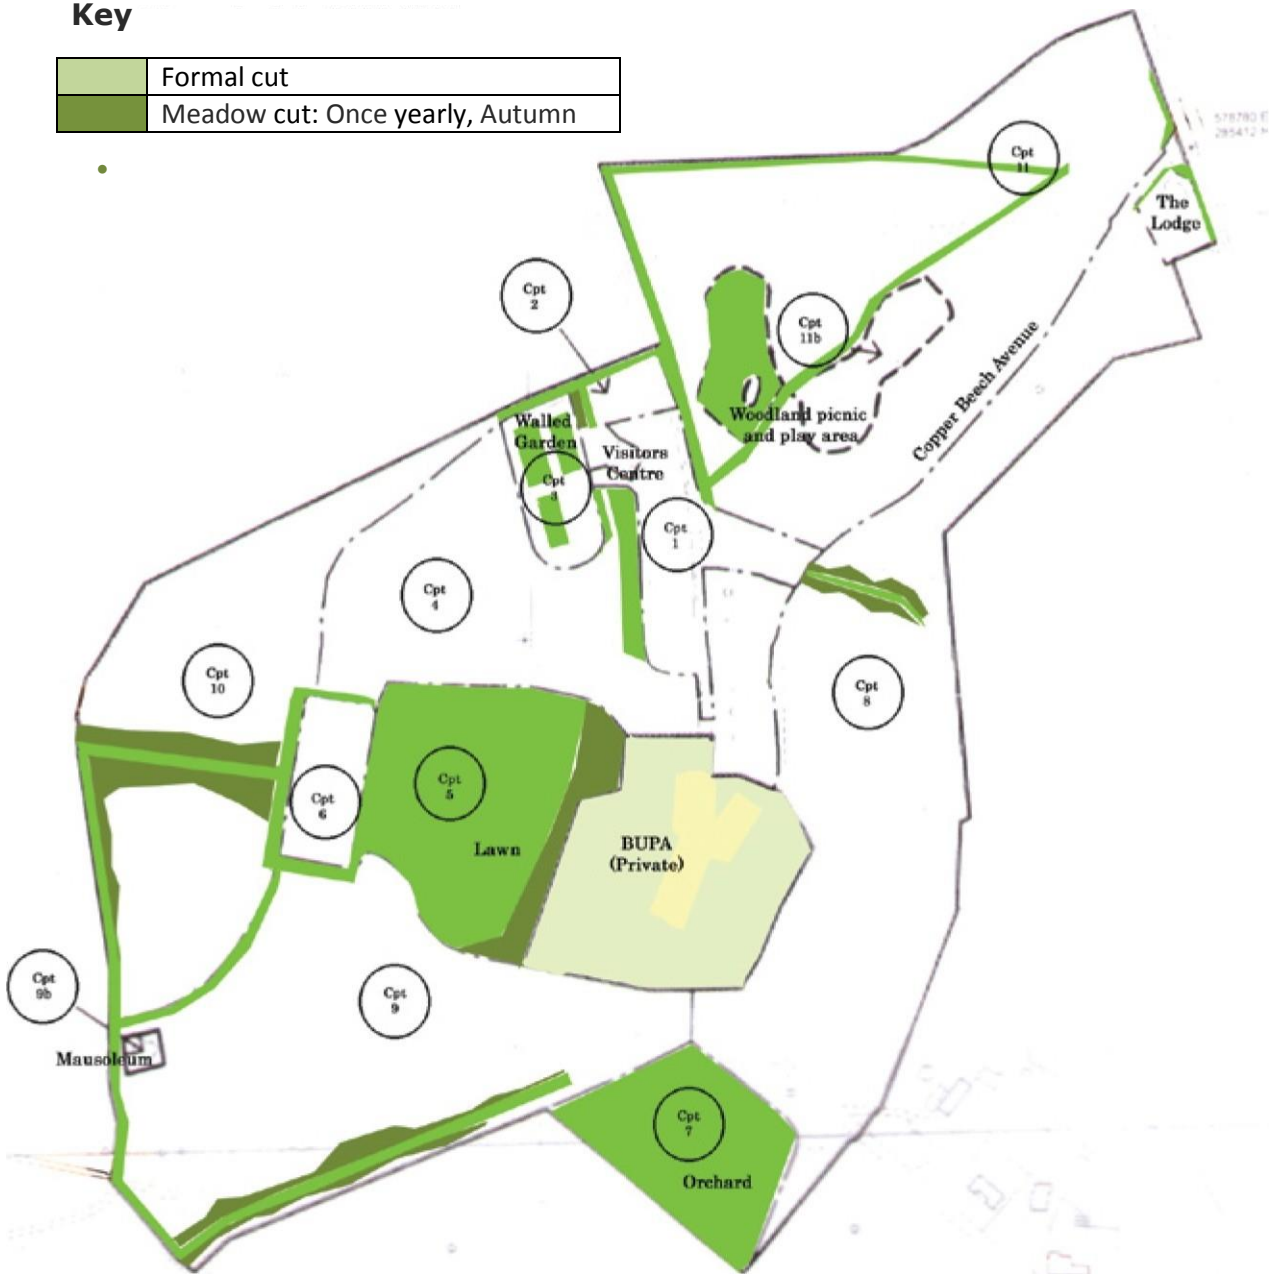 Key
Formal cut
Meadow cut: Once yearly, Autumn
Cpt
11
The
Lodge
Cpt
2
Cpt
11b
Copper Beech Avenue
Woodland picnic
and play area
Walled
Garden
Visitors
Centre
Cpt
3
Cpt
1
Cpt
4
Cpt
10
Cpt
8
Cpt
5
Cpt
6
Lawn
BUPA
(Private)
Cpt
9b
Cpt
9
Mausoleum
Cpt
7
Orchard